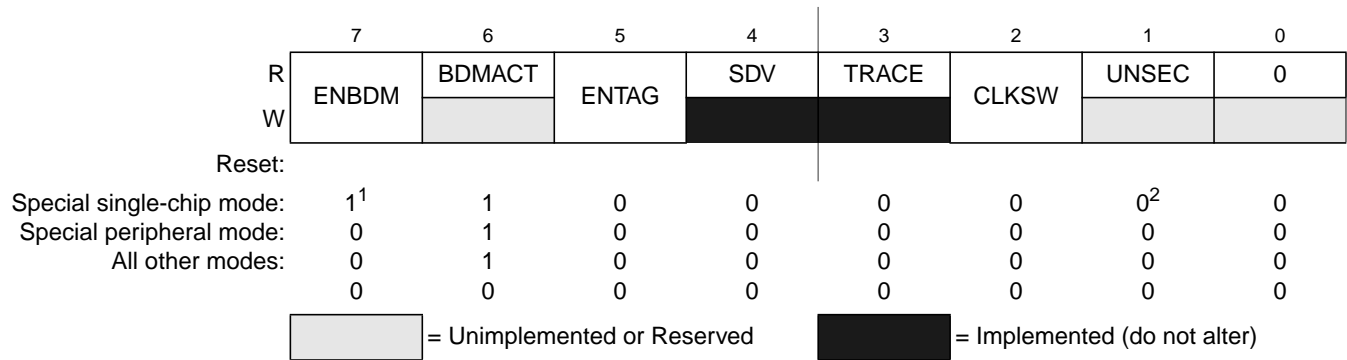 7 6 5 4 3 2 1 0
R ENBDM BDMACT ENTAG SDV TRACE CLKSW UNSEC 0
W
Reset:
Special single-chip mode: 1¹ 1 0 0 0 0 0² 0
Special peripheral mode: 0 1 0 0 0 0 0 0
All other modes: 0 1 0 0 0 0 0 0
0 0 0 0 0 0 0 0
= Unimplemented or Reserved = Implemented (do not alter)